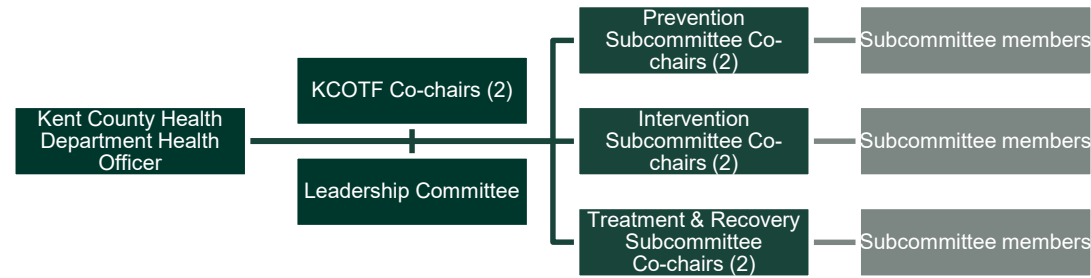 Kent County Health
Department Health
Officer
KCOTF Co-chairs (2)
Leadership Committee
Prevention
Subcommittee Co-
chairs (2)
Subcommittee members
Intervention
Subcommittee Co-
chairs (2)
Subcommittee members
Treatment & Recovery
Subcommittee
Co-chairs (2)
Subcommittee members